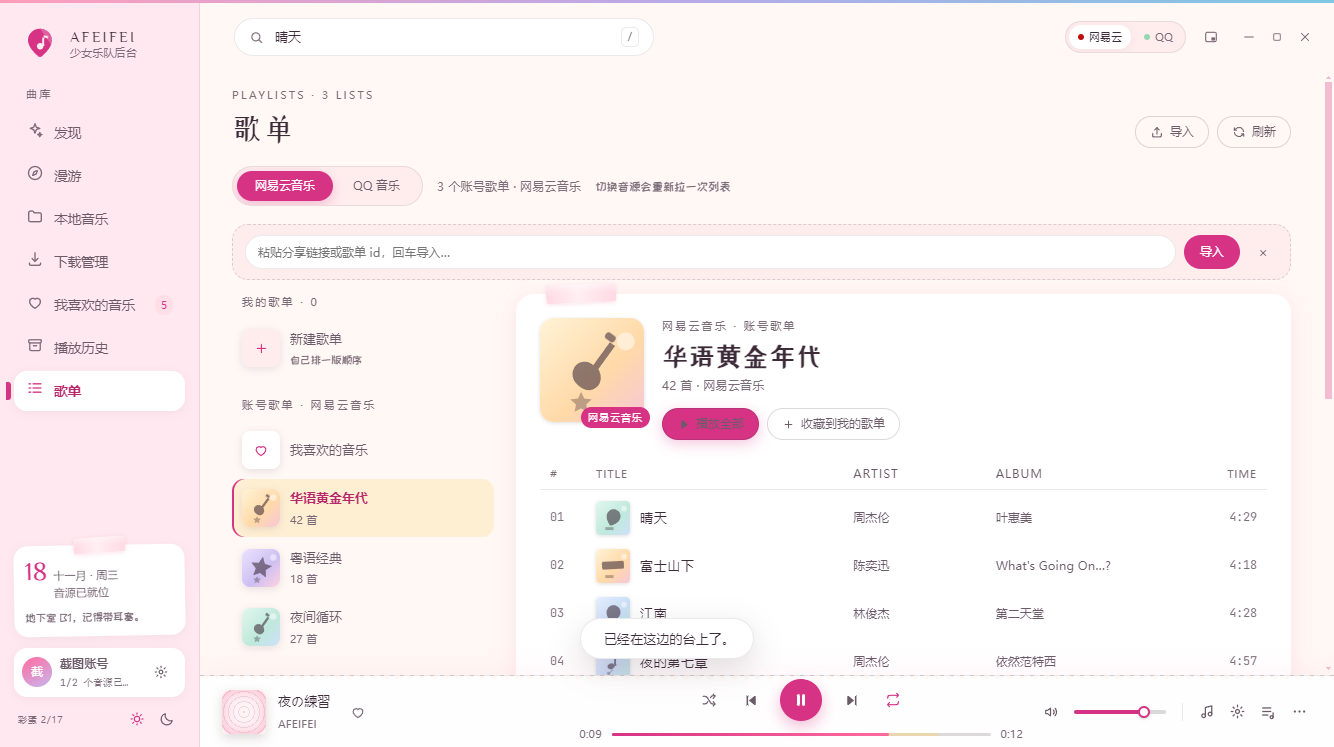 AFEIFEI
少女乐队后台
晴天
/
网易云
QQ
曲库
发现
漫游
本地音乐
下载管理
我喜欢的音乐 5
播放历史
歌单
18 十一月 · 周三
音源已就位
地下室 B1，记得带耳塞。
截 截图账号
1/2 个音源已…
彩蛋 2/17
PLAYLISTS · 3 LISTS
歌单
导入
刷新
网易云音乐
QQ 音乐
3 个账号歌单 · 网易云音乐
切换音源会重新拉一次列表
粘贴分享链接或歌单 id，回车导入...
导入
×
我的歌单 · 0
新建歌单
自己排一版顺序
账号歌单 · 网易云音乐
我喜欢的音乐
华语黄金年代
42 首
粤语经典
18 首
夜间循环
27 首
网易云音乐 · 账号歌单
华语黄金年代
42 首 · 网易云音乐
网易云音乐
播放全部
收藏到我的歌单
# TITLE ARTIST ALBUM TIME
01 晴天 周杰伦 叶惠美 4:29
02 富士山下 陈奕迅 What's Going On...? 4:18
03 江南 林俊杰 第二天堂 4:28
已经在这边的台上了。
04 夜的第七章 周杰伦 依然范特西 4:57
夜の練習
AFEIFEI
0:09
0:12